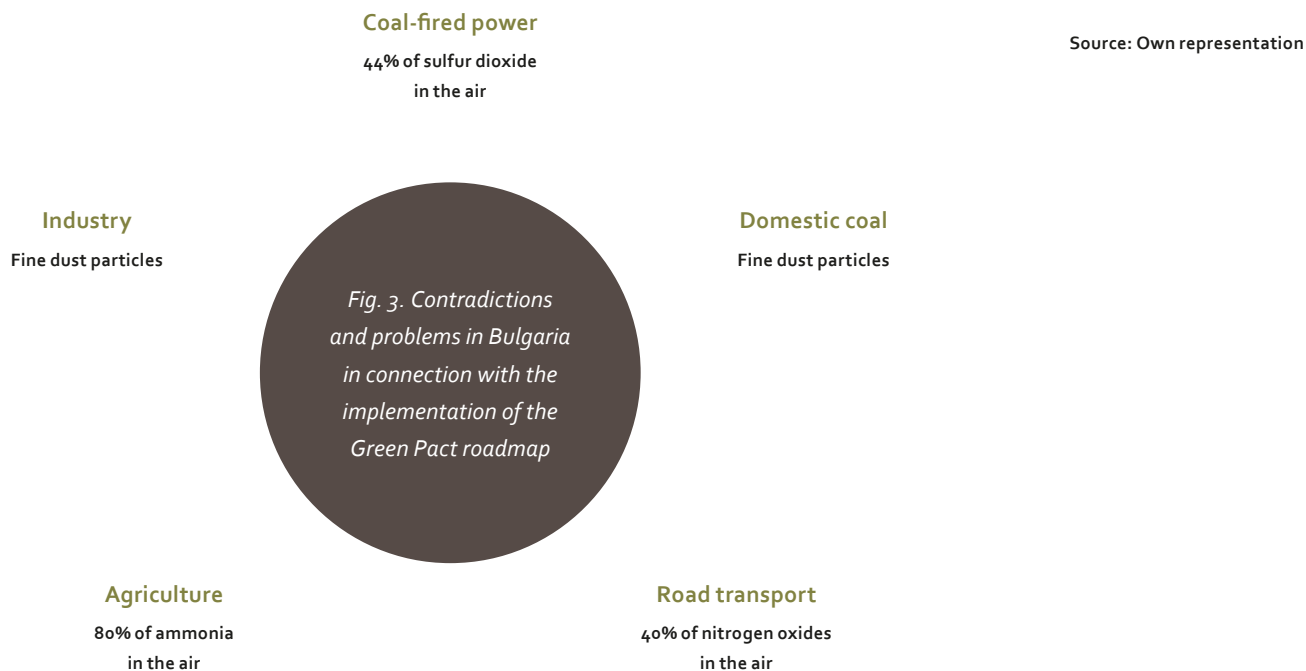 Coal-fired power
44% of sulfur dioxide
in the air
Source: Own representation
Industry
Fine dust particles
Domestic coal
Fine dust particles
Fig. 3. Contradictions
and problems in Bulgaria
in connection with the
implementation of the
Green Pact roadmap
Agriculture
80% of ammonia
in the air
Road transport
40% of nitrogen oxides
in the air